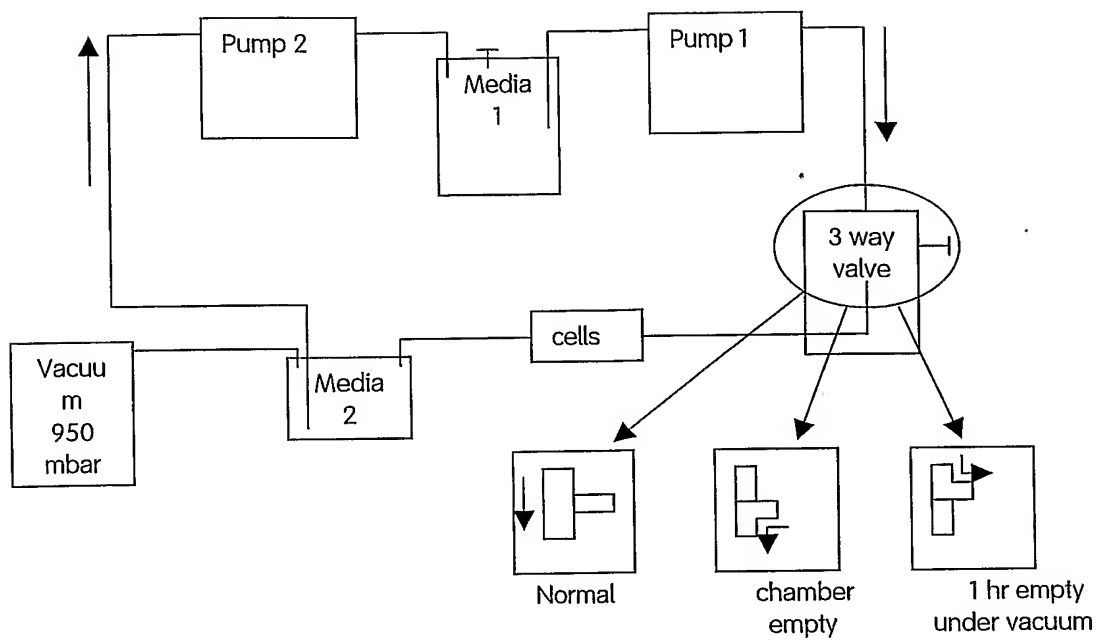 Pump 2
Media
1
Pump 1
3 way
valve
cells
Vacuu
m
950
mbar
Media
2
Normal
chamber
empty
1 hr empty
under vacuum